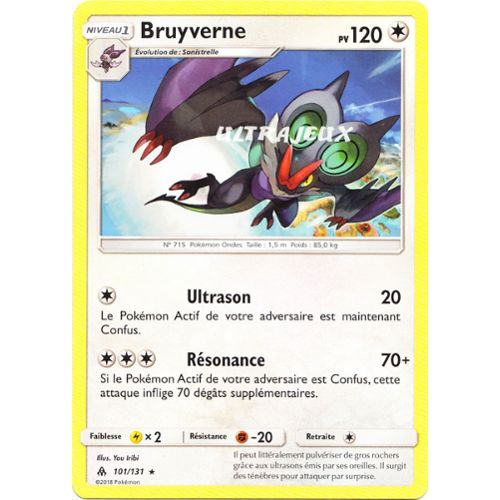 NIVEAU 1
Bruyverne
PV 120
Évolution de : Sonistrelle
ULTRAJEUX
N° 715 Pokémon Ondes Taille : 1,5 m Poids : 85,0 kg
Ultrason 20
Le Pokémon Actif de votre adversaire est maintenant
Confus.
Résonance 70+
Si le Pokémon Actif de votre adversaire est Confus, cette
attaque inflige 70 dégâts supplémentaires.
Faiblesse ×2 Résistance -20 Retraite
Illus. You Iribi
101/131 ★
©2018 Pokémon
Il peut littéralement pulvériser de gros rochers
grâce aux ultrasons émis par ses oreilles. Il surgit
des ténèbres pour attaquer par surprise.